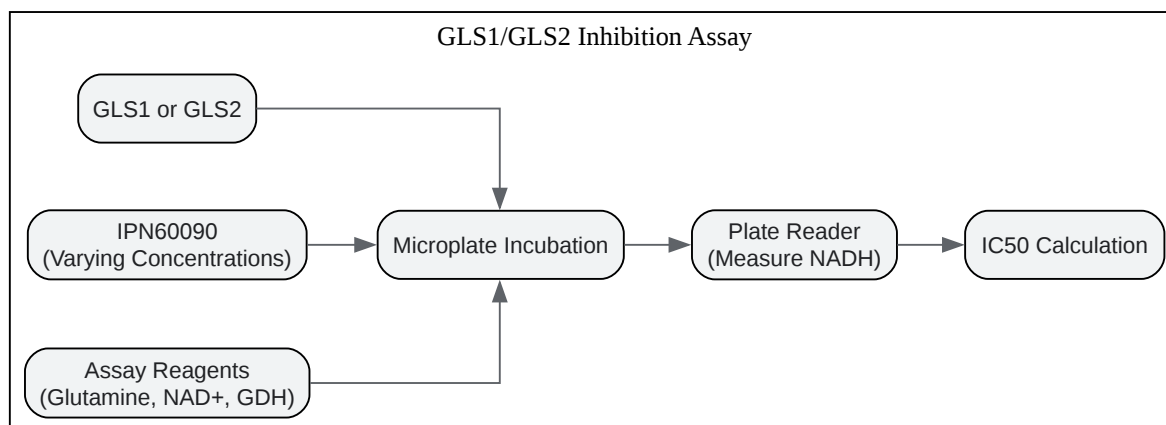 GLS1/GLS2 Inhibition Assay
GLS1 or GLS2
IPN60090
(Varying Concentrations)
Microplate Incubation
Plate Reader
(Measure NADH)
IC50 Calculation
Assay Reagents
(Glutamine, NAD+, GDH)